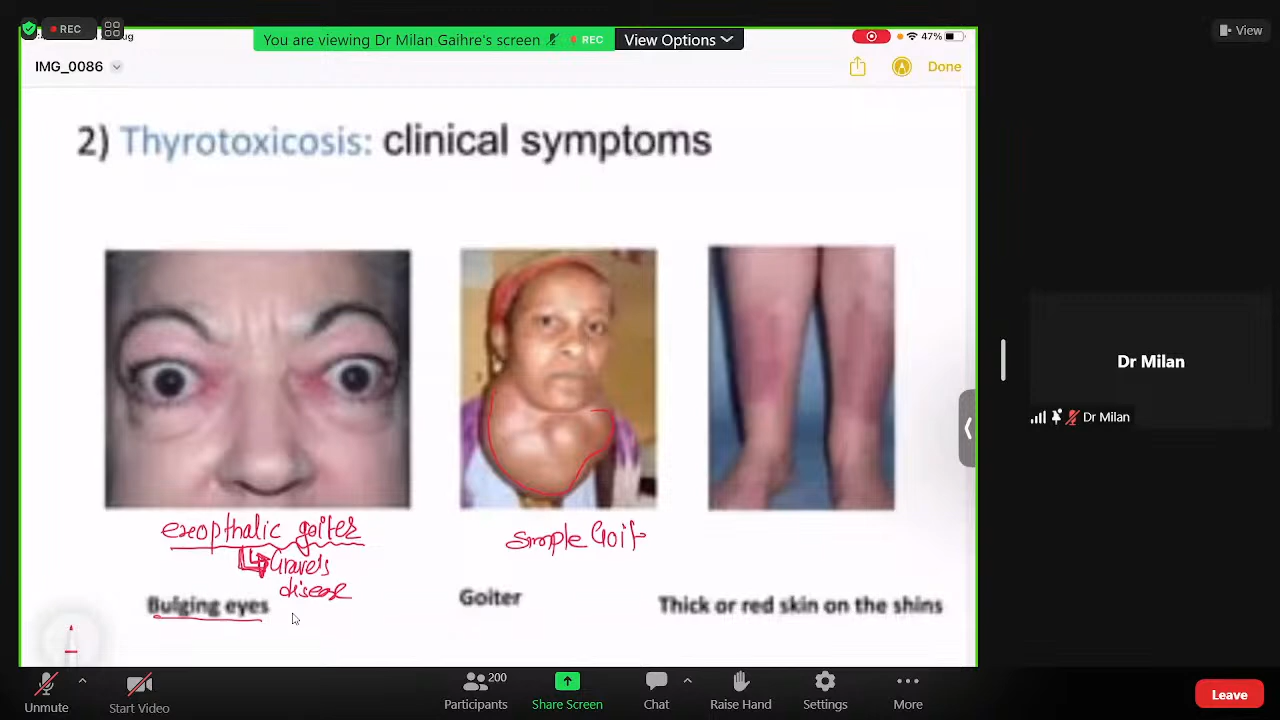 REC
You are viewing Dr Milan Gaihre's screen
REC
View Options
47%
View
IMG_0086
Done
2) Thyrotoxicosis: clinical symptoms
exopthalic goiter
Graves
disease
Bulging eyes
Simple Goit
Goiter
Thick or red skin on the shins
Dr Milan
Dr Milan
Unmute
Start Video
200
Participants
Share Screen
Chat
Raise Hand
Settings
More
Leave